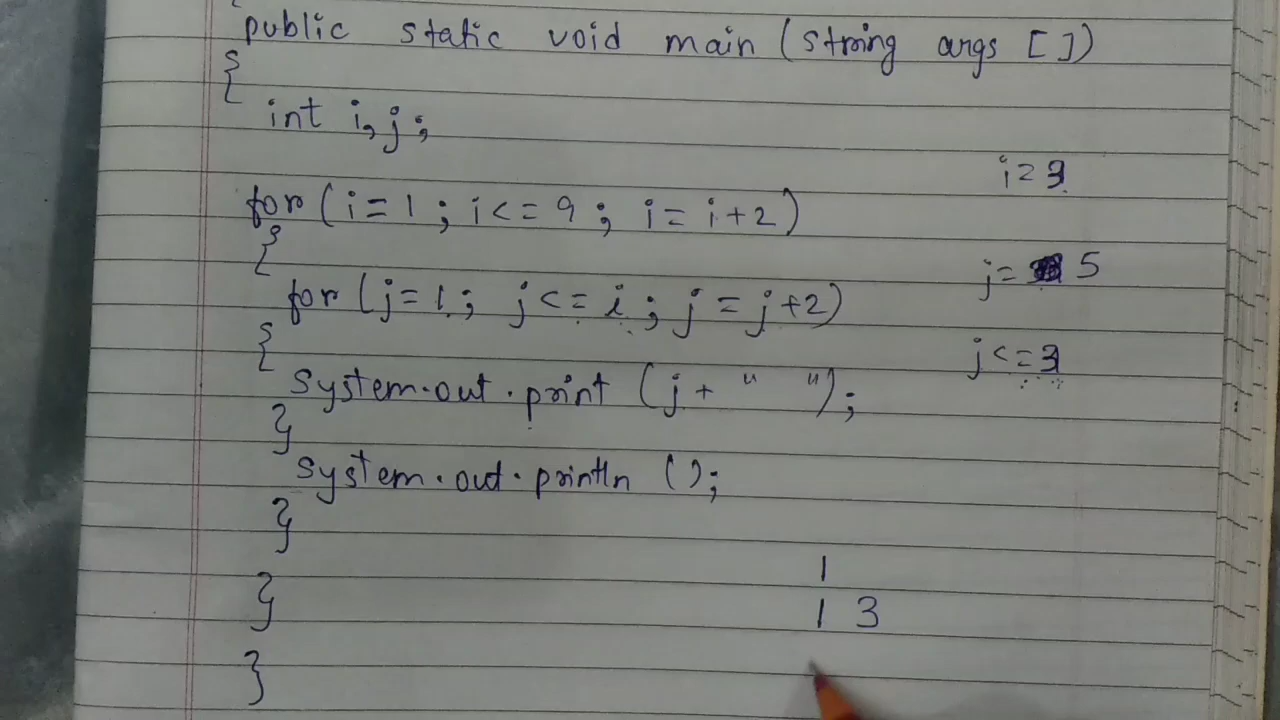 {
public static void main (string args [ ])
{
int i,j;
i=3
for (i=1 ; i<= 9 ; i= i+2)
{
j= 5
for (j=1; j<= i ; j = j+2)
{
j<=3
system.out.print (j+ " ");
}
system.out.println ( );
}
1
}
1 3
}